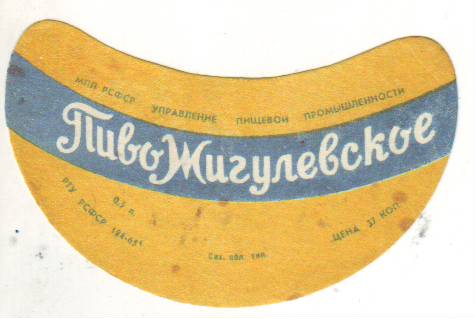 МПП РСФСР УПРАВЛЕНИЕ ПИЩЕВОЙ ПРОМЫШЛЕННОСТИ
Пиво Жигулевское
0,5 л.
РТУ РСФСР 184-65
ЦЕНА 37 КОП.
Сах. обл. тип.